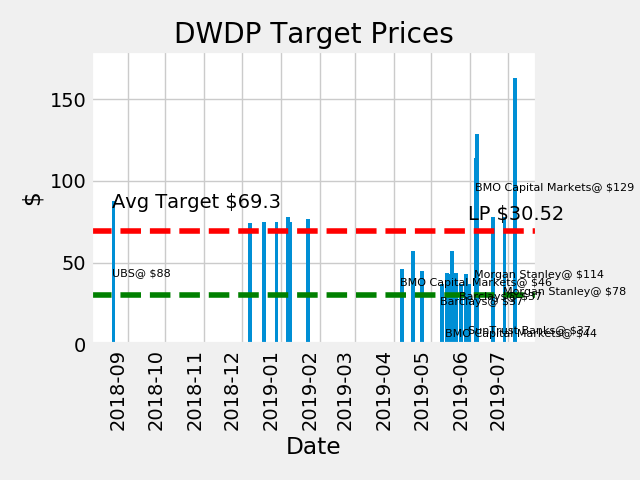 DWDP Target Prices
150
100
50
0
$
BMO Capital Markets@ $129
Avg Target $69.3
LP $30.52
UBS@ $88
Morgan Stanley@ $114
BMO Capital Markets@ $46
Morgan Stanley@ $78
Barclays@ $37
Barclays@ $37
SunTrust Banks@ $37
BMO Capital Markets@ $44
2018-09
2018-10
2018-11
2018-12
2019-01
2019-02
2019-03
2019-04
2019-05
2019-06
2019-07
Date